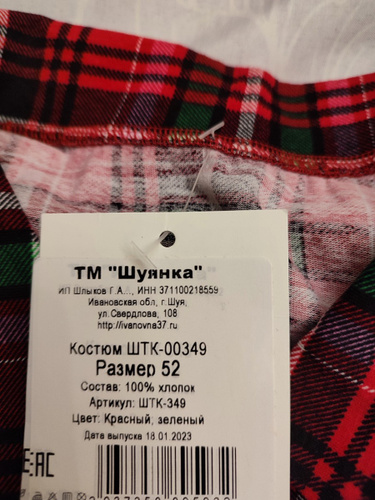 ТМ "Шуянка"
ИП Шлыков Г.А., ИНН 371100218559
Ивановская обл, г.Шуя,
ул.Свердлова, 108
http://ivanovna37.ru
Костюм ШТК-00349
Размер 52
Состав: 100% хлопок
Артикул: ШТК-349
Цвет: Красный, зеленый
Дата выпуска 18.01.2023
EAC